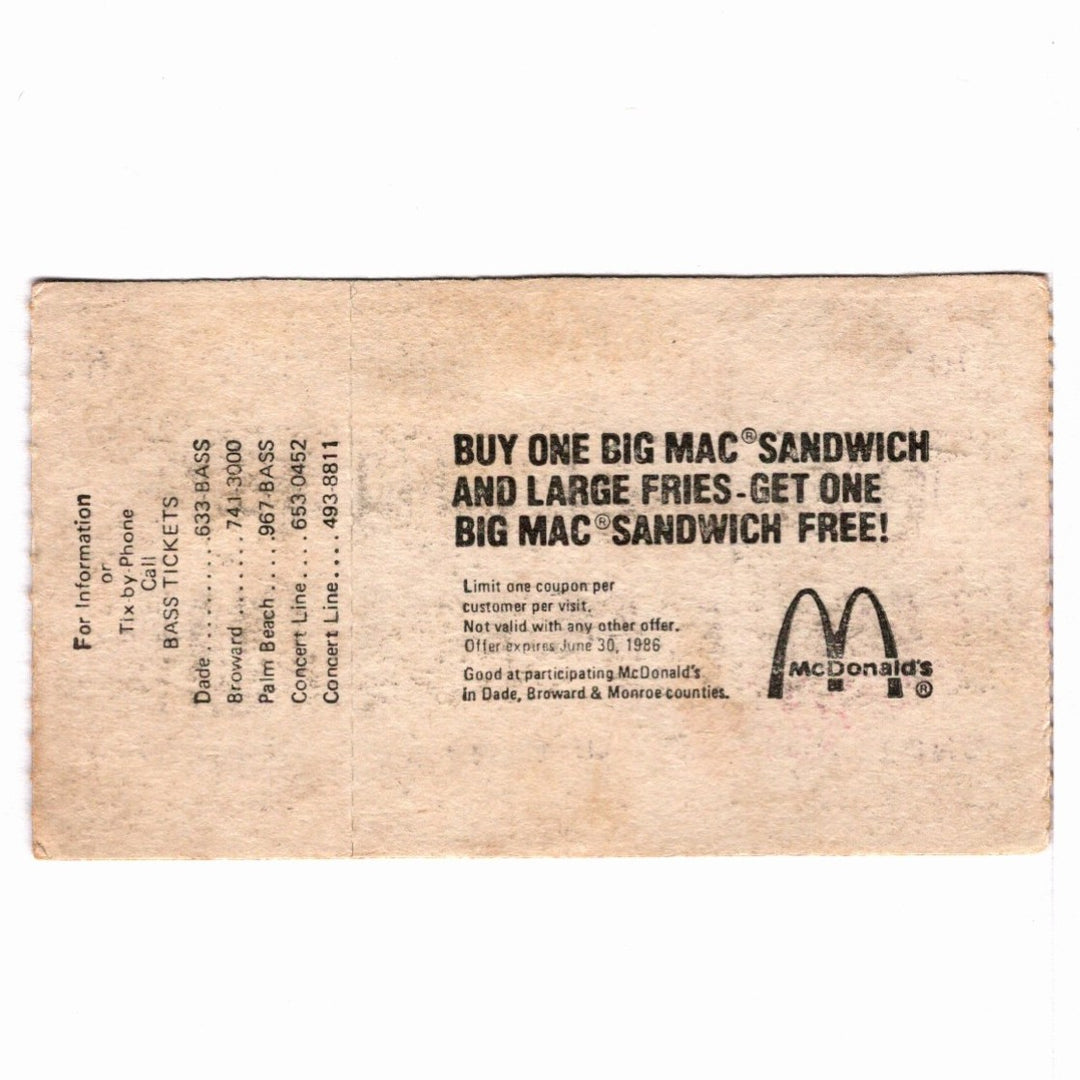 For Information
or
Tix-by-Phone
Call
BASS TICKETS
Dade.........633-BASS
Broward.......741-3000
Palm Beach.....967-BASS
Concert Line....653-0452
Concert Line....493-8811
BUY ONE BIG MAC® SANDWICH
AND LARGE FRIES-GET ONE
BIG MAC® SANDWICH FREE!
Limit one coupon per
customer per visit.
Not valid with any other offer.
Offer expires June 30, 1986
Good at participating McDonald's
in Dade, Broward & Monroe counties.
McDonald's
®